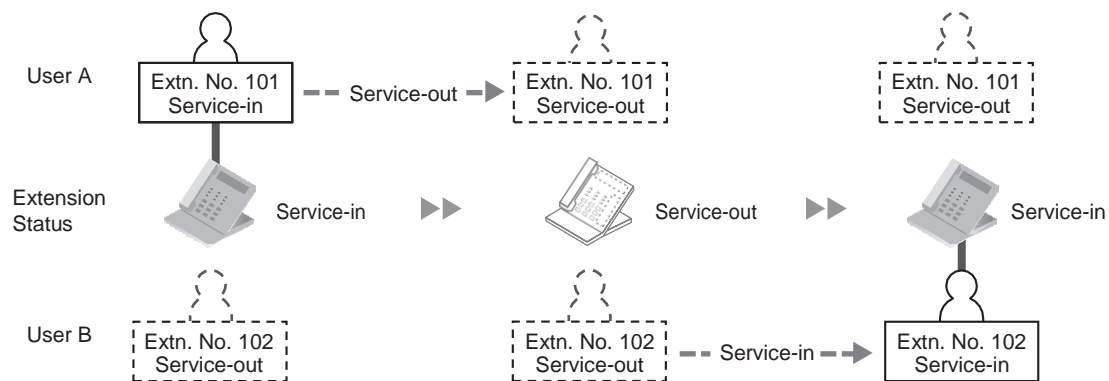 User A
Extn. No. 101
Service-in
Service-out
Extn. No. 101
Service-out
Extn. No. 101
Service-out
Extension
Status
Service-in
Service-out
Service-in
User B
Extn. No. 102
Service-out
Extn. No. 102
Service-out
Service-in
Extn. No. 102
Service-in